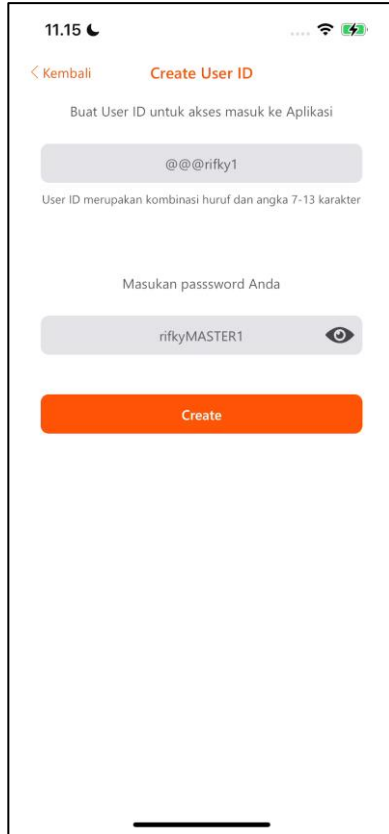 11.15
< Kembali
Create User ID
Buat User ID untuk akses masuk ke Aplikasi
@@@rifky1
User ID merupakan kombinasi huruf dan angka 7-13 karakter
Masukan passsword Anda
rifkyMASTER1
Create